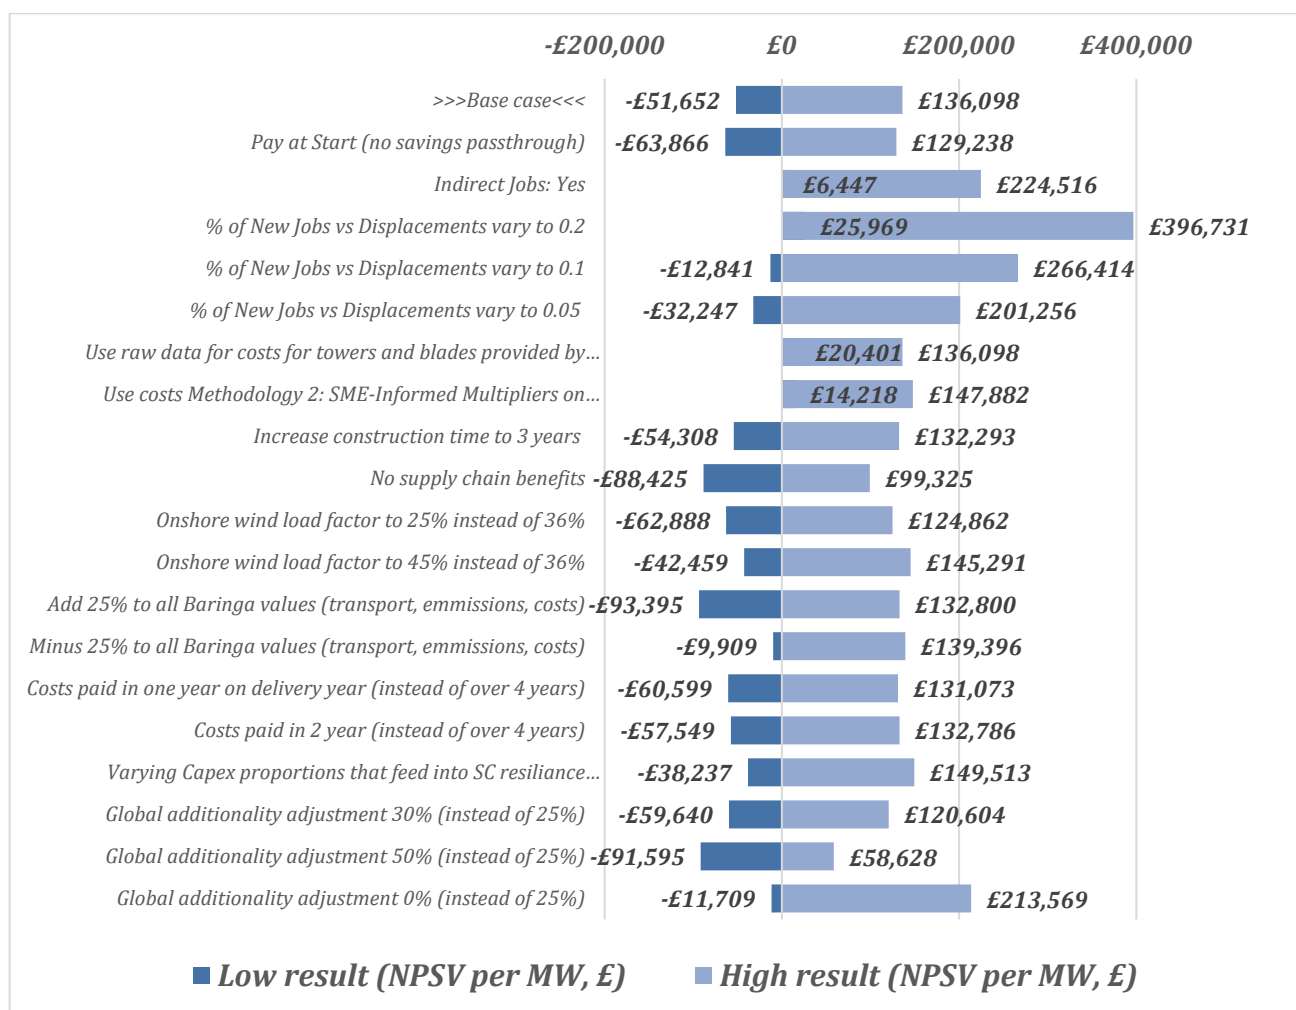 -£200,000 £0 £200,000 £400,000
>>>Base case<<< -£51,652 £136,098
Pay at Start (no savings passthrough) -£63,866 £129,238
Indirect Jobs: Yes £6,447 £224,516
% of New Jobs vs Displacements vary to 0.2 £25,969 £396,731
% of New Jobs vs Displacements vary to 0.1 -£12,841 £266,414
% of New Jobs vs Displacements vary to 0.05 -£32,247 £201,256
Use raw data for costs for towers and blades provided by... £20,401 £136,098
Use costs Methodology 2: SME-Informed Multipliers on... £14,218 £147,882
Increase construction time to 3 years -£54,308 £132,293
No supply chain benefits -£88,425 £99,325
Onshore wind load factor to 25% instead of 36% -£62,888 £124,862
Onshore wind load factor to 45% instead of 36% -£42,459 £145,291
Add 25% to all Baringa values (transport, emmissions, costs) -£93,395 £132,800
Minus 25% to all Baringa values (transport, emmissions, costs) -£9,909 £139,396
Costs paid in one year on delivery year (instead of over 4 years) -£60,599 £131,073
Costs paid in 2 year (instead of over 4 years) -£57,549 £132,786
Varying Capex proportions that feed into SC resiliance... -£38,237 £149,513
Global additionality adjustment 30% (instead of 25%) -£59,640 £120,604
Global additionality adjustment 50% (instead of 25%) -£91,595 £58,628
Global additionality adjustment 0% (instead of 25%) -£11,709 £213,569
Low result (NPSV per MW, £) High result (NPSV per MW, £)